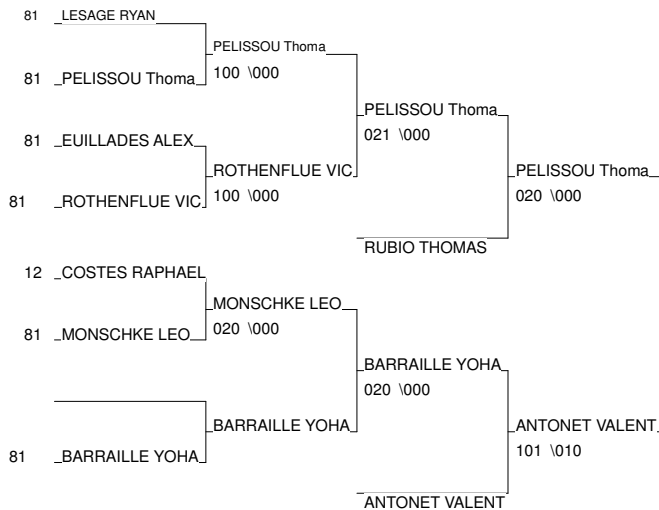 81 LESAGE RYAN
PELISSOU Thoma
81 PELISSOU Thoma
100 \000
PELISSOU Thoma
021 \000
81 EUILLADES ALEX
ROTHENFLUE VIC
100 \000
PELISSOU Thoma
020 \000
81 ROTHENFLUE VIC
RUBIO THOMAS
12 COSTES RAPHAEL
MONSCHKE LEO
020 \000
81 MONSCHKE LEO
BARRAILLE YOHA
020 \000
BARRAILLE YOHA
ANTONET VALENT
101 \010
81 BARRAILLE YOHA
ANTONET VALENT